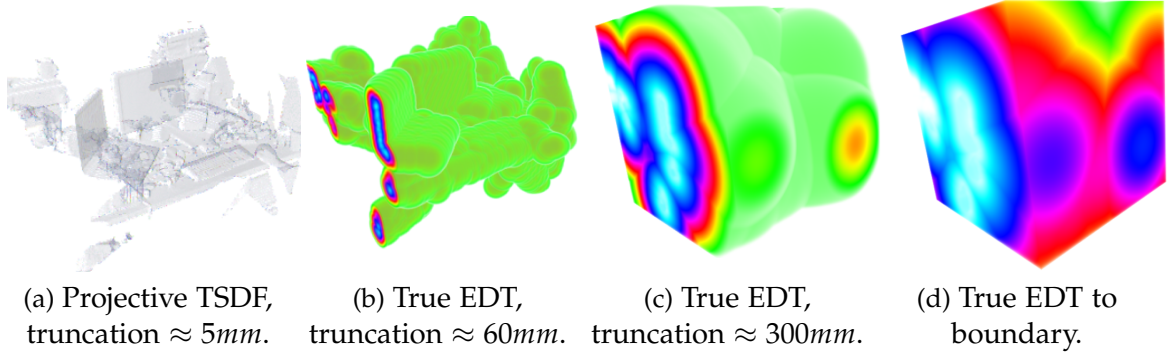 (a) Projective TSDF,
truncation ≈ 5mm.
(b) True EDT,
truncation ≈ 60mm.
(c) True EDT,
truncation ≈ 300mm.
(d) True EDT to
boundary.